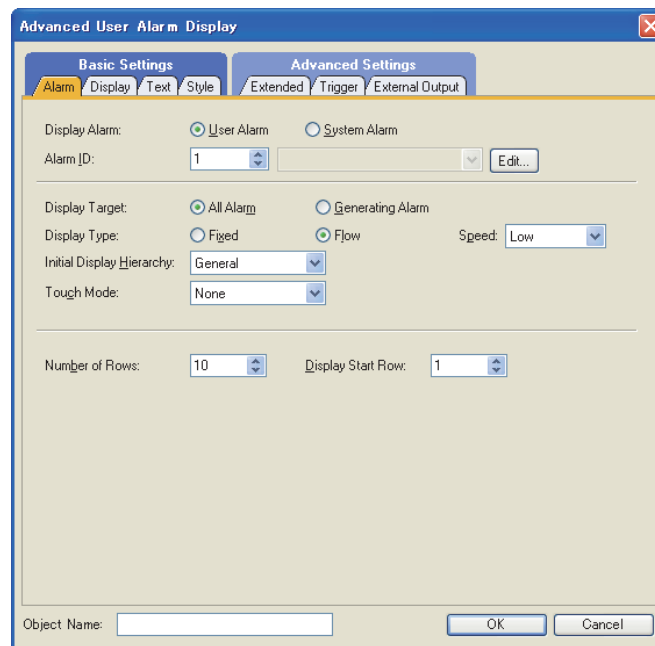 Advanced User Alarm Display
Basic Settings Advanced Settings
Alarm Display Text Style Extended Trigger External Output
Display Alarm: User Alarm System Alarm
Alarm ID: 1 Edit...
Display Target: All Alarm Generating Alarm
Display Type: Fixed Flow Speed: Low
Initial Display Hierarchy: General
Touch Mode: None
Number of Rows: 10 Display Start Row: 1
Object Name: OK Cancel